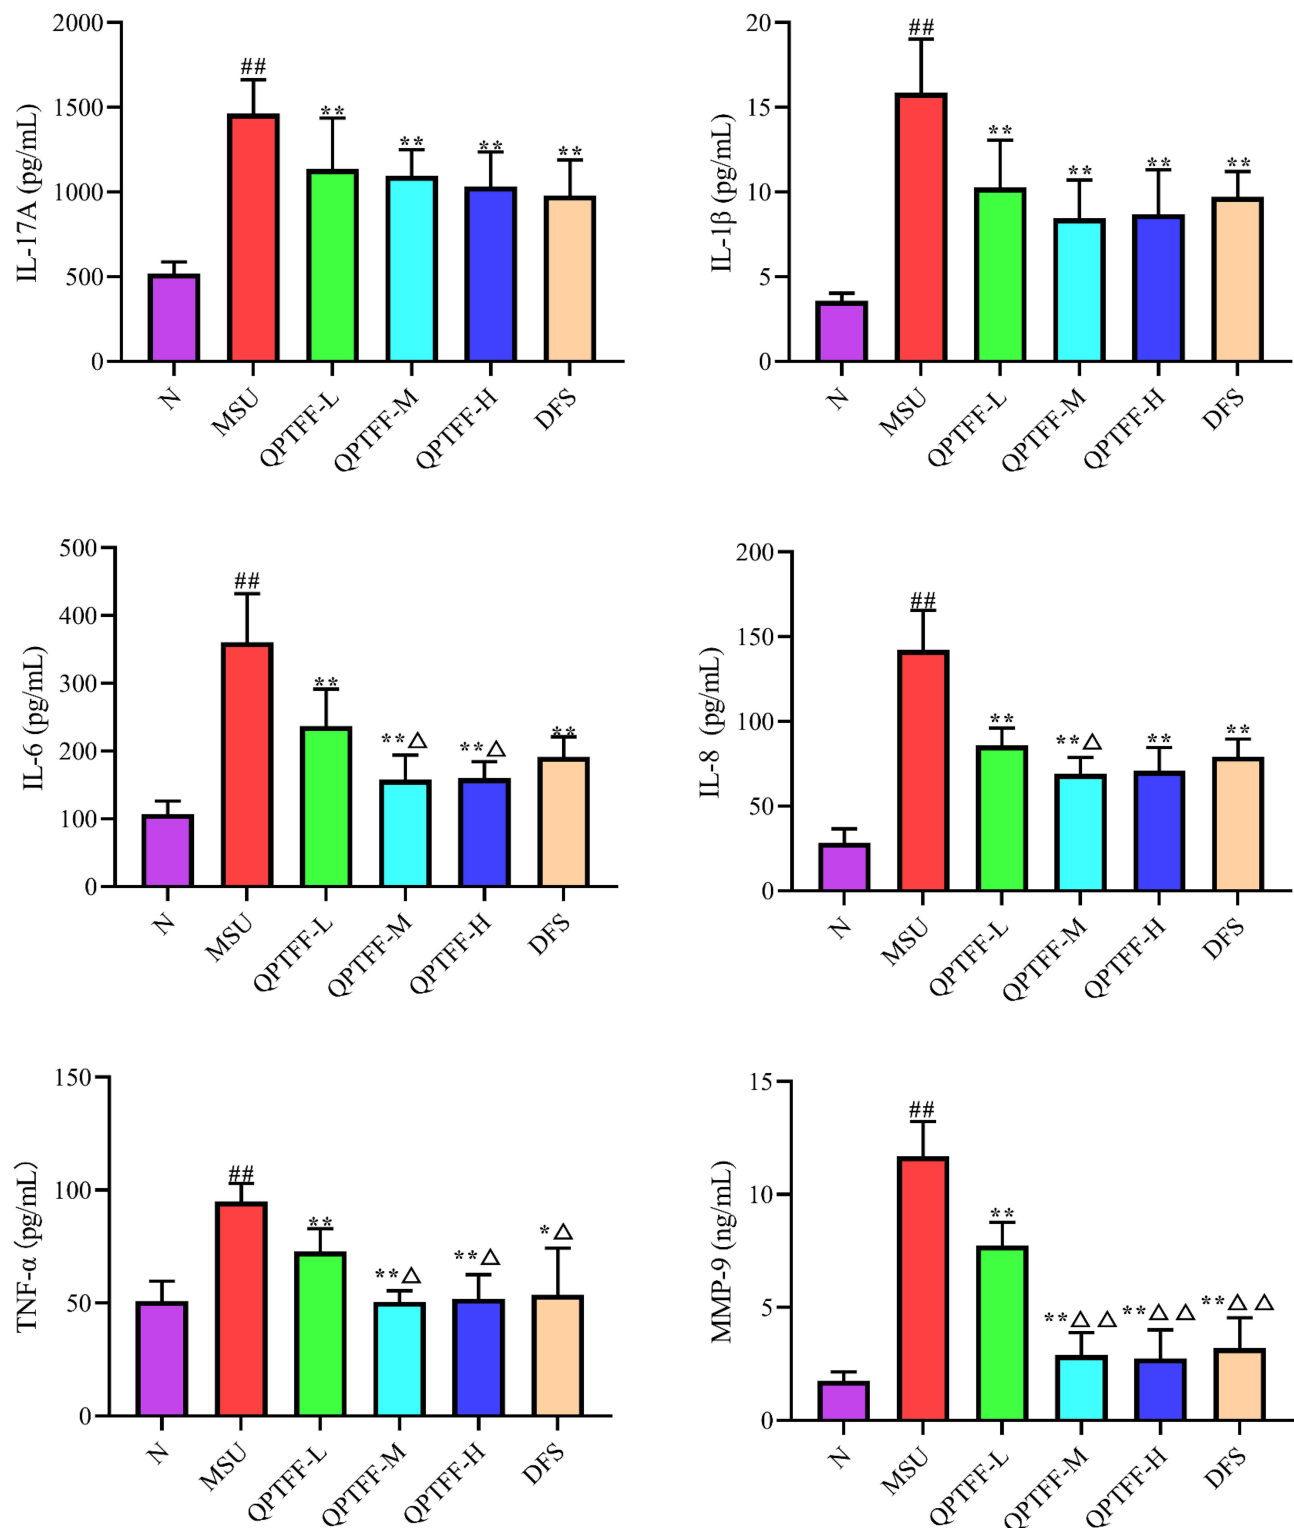 IL-17A (pg/mL)
2000
1500
1000
500
0
##
**
**
**
**
N
MSU
QPTFF-L
QPTFF-M
QPTFF-H
DFS
IL-1β (pg/mL)
20
15
10
5
0
##
**
**
**
**
N
MSU
QPTFF-L
QPTFF-M
QPTFF-H
DFS
IL-6 (pg/mL)
500
400
300
200
100
0
##
**
**△
**△
**
N
MSU
QPTFF-L
QPTFF-M
QPTFF-H
DFS
IL-8 (pg/mL)
200
150
100
50
0
##
**
**△
**
**
N
MSU
QPTFF-L
QPTFF-M
QPTFF-H
DFS
TNF-α (pg/mL)
150
100
50
0
##
**
**△
**△
*△
N
MSU
QPTFF-L
QPTFF-M
QPTFF-H
DFS
MMP-9 (ng/mL)
15
10
5
0
##
**
**△△
**△△
**△△
N
MSU
QPTFF-L
QPTFF-M
QPTFF-H
DFS